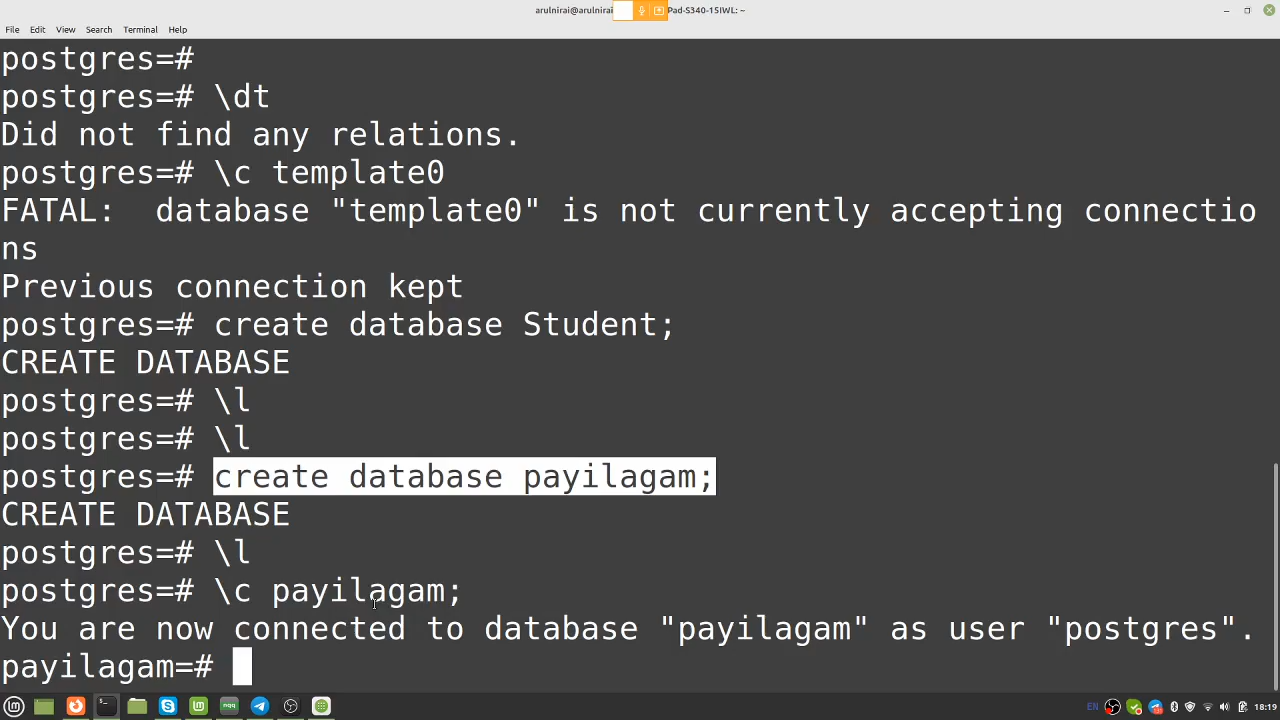 arulnirai@arulnirai Pad-S340-15IWL: ~
File Edit View Search Terminal Help
postgres=#
postgres=# \dt
Did not find any relations.
postgres=# \c template0
FATAL:  database "template0" is not currently accepting connectio
ns
Previous connection kept
postgres=# create database Student;
CREATE DATABASE
postgres=# \l
postgres=# \l
postgres=# create database payilagam;
CREATE DATABASE
postgres=# \l
postgres=# \c payilagam;
You are now connected to database "payilagam" as user "postgres".
payilagam=#
EN 18:19